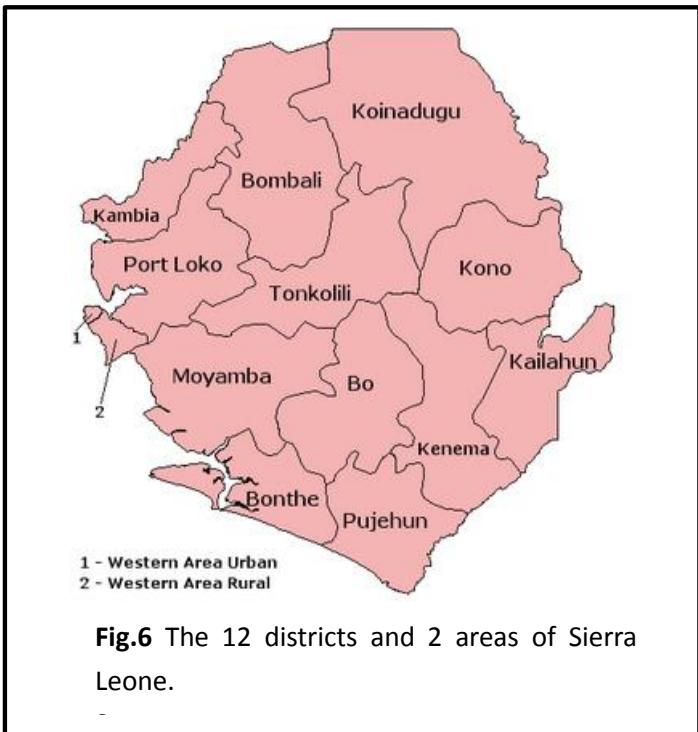 Koinadugu
Bombali
Kambia
Port Loko
Kono
Tonkolili
1
Kailahun
Moyamba
Bo
2
Kenema
Bonthe
Pujehun
1 - Western Area Urban
2 - Western Area Rural
Fig.6 The 12 districts and 2 areas of Sierra
Leone.